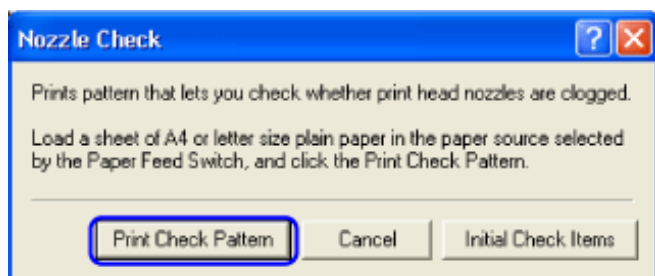 Nozzle Check
Prints pattern that lets you check whether print head nozzles are clogged.
Load a sheet of A4 or letter size plain paper in the paper source selected
by the Paper Feed Switch, and click the Print Check Pattern.
Print Check Pattern Cancel Initial Check Items